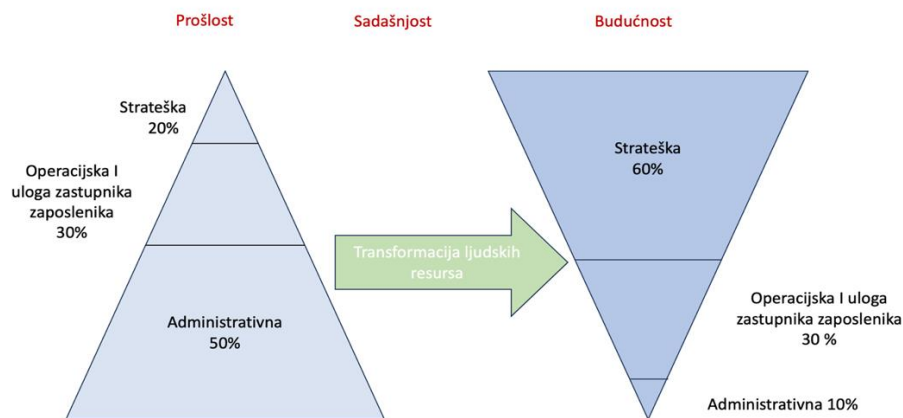 Prošlost
Sadašnjost
Budućnost
Strateška
20%
Operacijska I
uloga zastupnika
zaposlenika
30%
Administrativna
50%
Transformacija ljudskih
resursa
Strateška
60%
Operacijska I uloga
zastupnika zaposlenika
30 %
Administrativna 10%